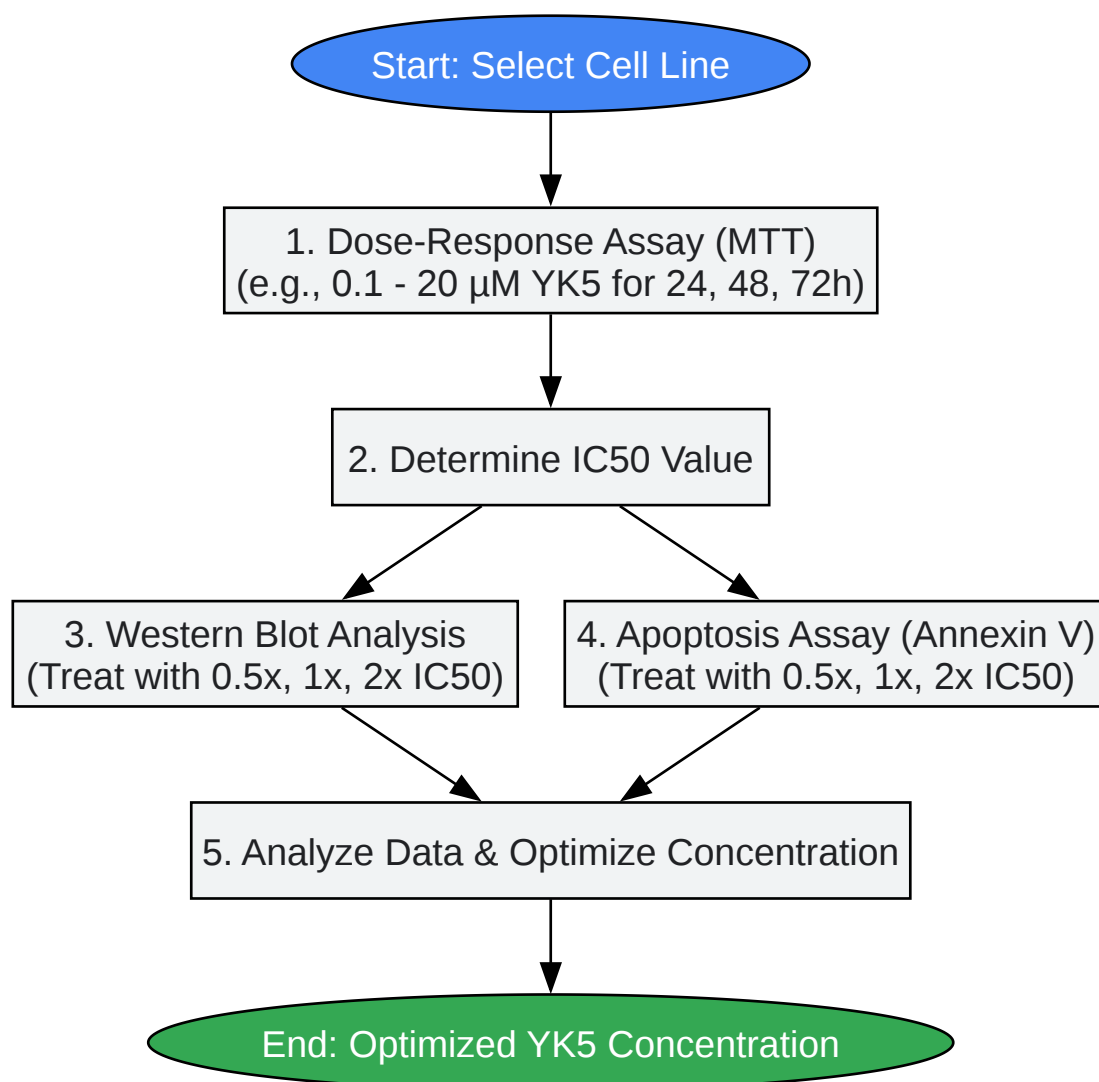 Start: Select Cell Line
1. Dose-Response Assay (MTT)
(e.g., 0.1 - 20 µM YK5 for 24, 48, 72h)
2. Determine IC50 Value
3. Western Blot Analysis
(Treat with 0.5x, 1x, 2x IC50)
4. Apoptosis Assay (Annexin V)
(Treat with 0.5x, 1x, 2x IC50)
5. Analyze Data & Optimize Concentration
End: Optimized YK5 Concentration